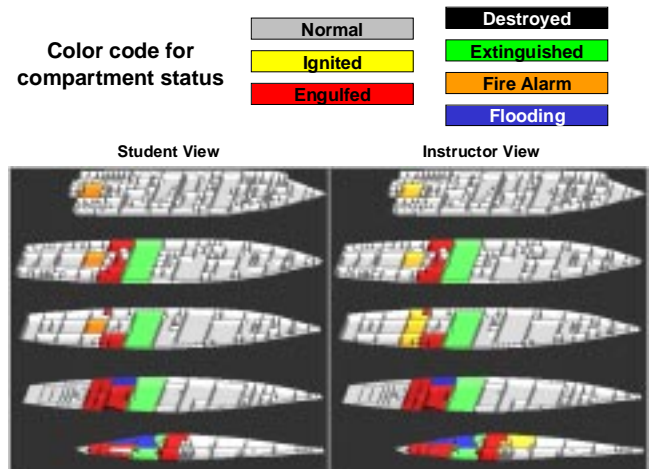 Color code for
compartment status
Normal
Ignited
Engulfed
Destroyed
Extinguished
Fire Alarm
Flooding
Student View
Instructor View